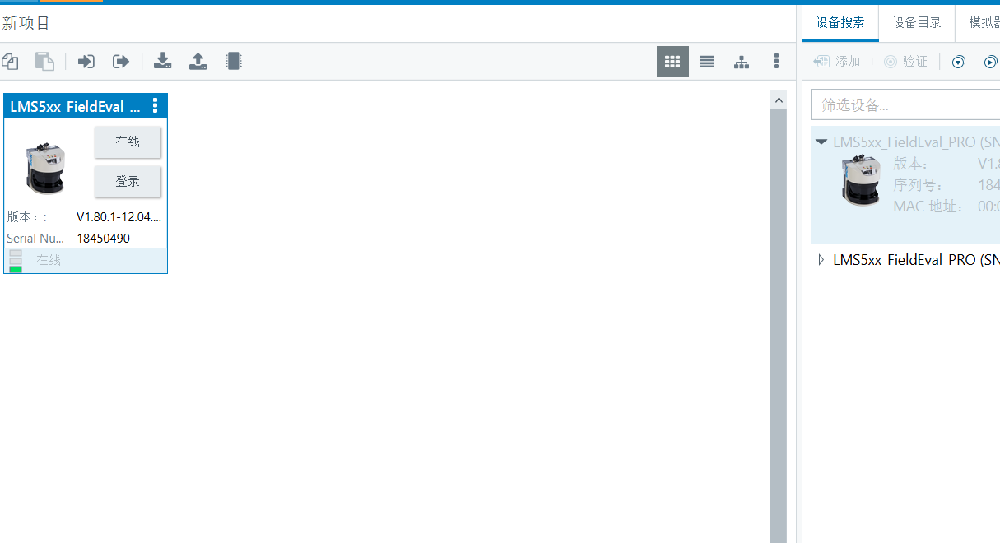 新项目
设备搜索 设备目录 模拟器
添加 验证
筛选设备...
LMS5xx_FieldEval_...
在线
登录
版本：: V1.80.1-12.04....
Serial Nu... 18450490
在线
LMS5xx_FieldEval_PRO (SN
版本： V1.8
序列号： 184
MAC 地址： 00:0
LMS5xx_FieldEval_PRO (SN